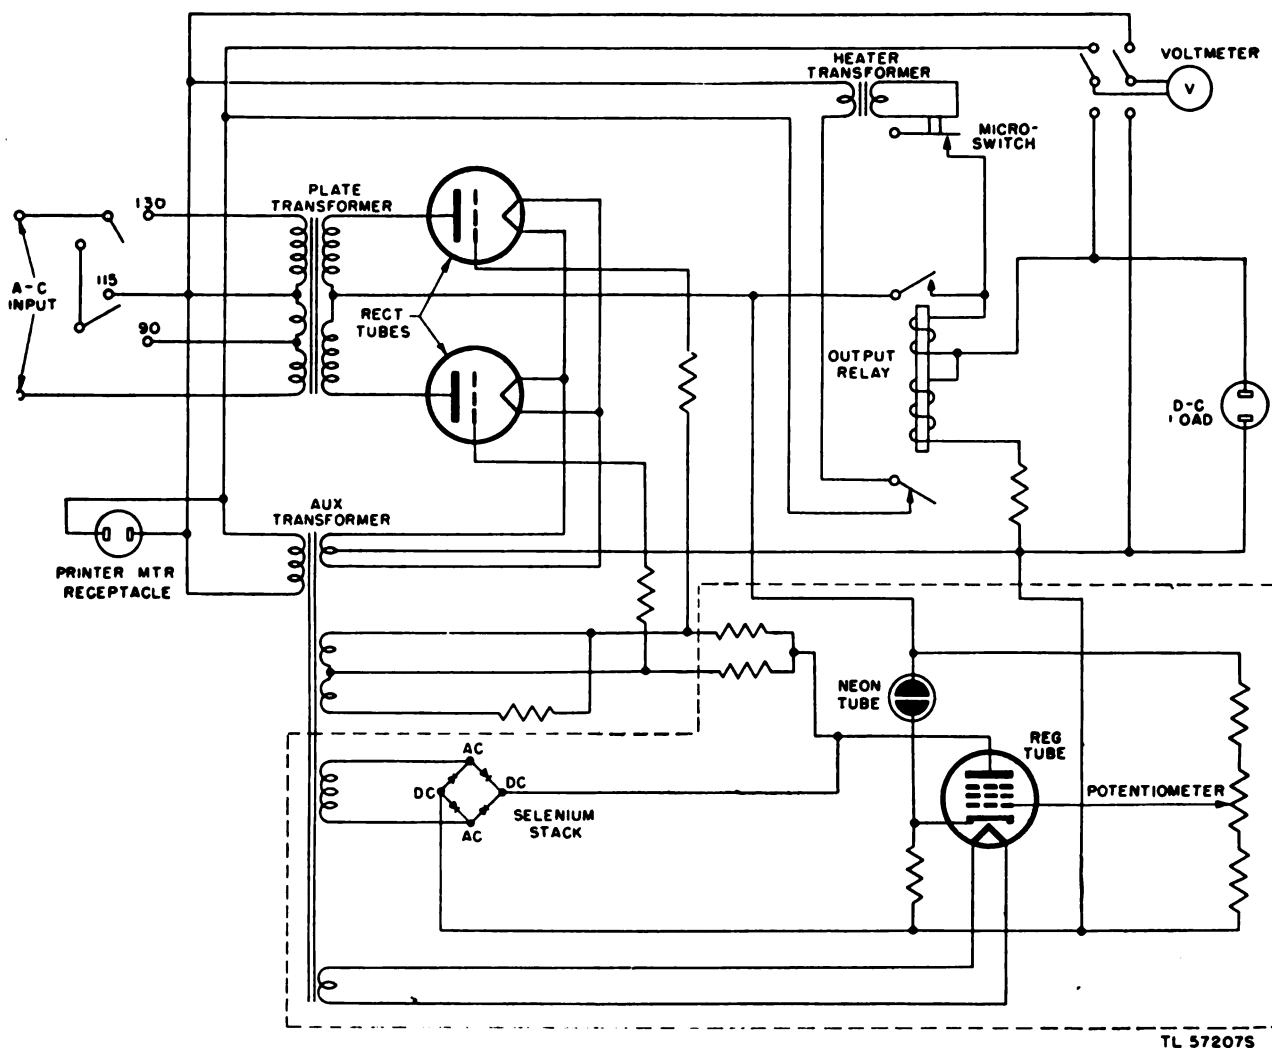 VOLTMETER
V
HEATER
TRANSFORMER
MICRO-
SWITCH
PLATE
TRANSFORMER
130
A-C
INPUT
115
90
RECT
TUBES
OUTPUT
RELAY
D-C
OAD
AUX
TRANSFORMER
PRINTER MTR
RECEPTACLE
NEON
TUBE
REG
TUBE
AC
DC
DC
AC
SELENIUM
STACK
POTENTIOMETER
TL 57207S